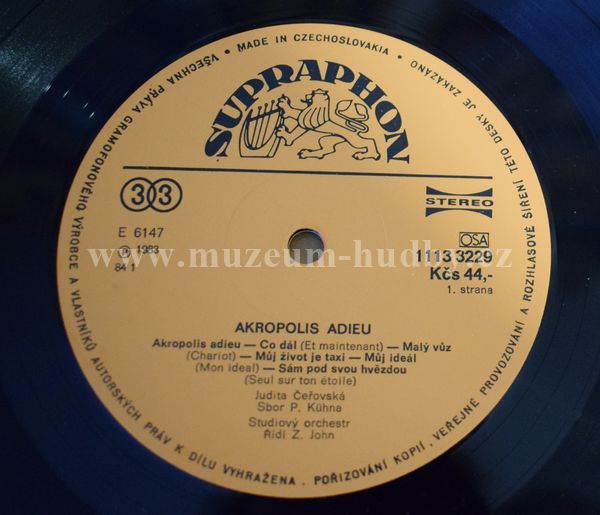 VŠECHNA PRÁVA GRAMOFONOVÉHO VÝROBCE A VLASTNÍKŮ AUTORSKÝCH PRÁV K DÍLU VYHRAŽENA . POŘIZOVÁNÍ KOPIÍ . VEŘEJNÉ PROVOZOVÁNÍ A ROZHLASOVÉ ŠÍŘENÍ TÉTO DESKY JE ZAKÁZÁNO
• MADE IN CZECHOSLOVAKIA •
SUPRAPHON
33
STEREO
E 6147
OSA
℗ 1983
1113 3229
84 1
Kčs 44,-
1. strana
www.muzeum-hudby.cz
AKROPOLIS ADIEU
Akropolis adieu — Co dál (Et maintenant) — Malý vůz
(Chariot) — Můj život je taxi — Můj ideál
(Mon ideal) — Sám pod svou hvězdou
(Seul sur ton étoile)
Judita Čeřovská
Sbor P. Kühna
Studiový orchestr
Řídí Z. John